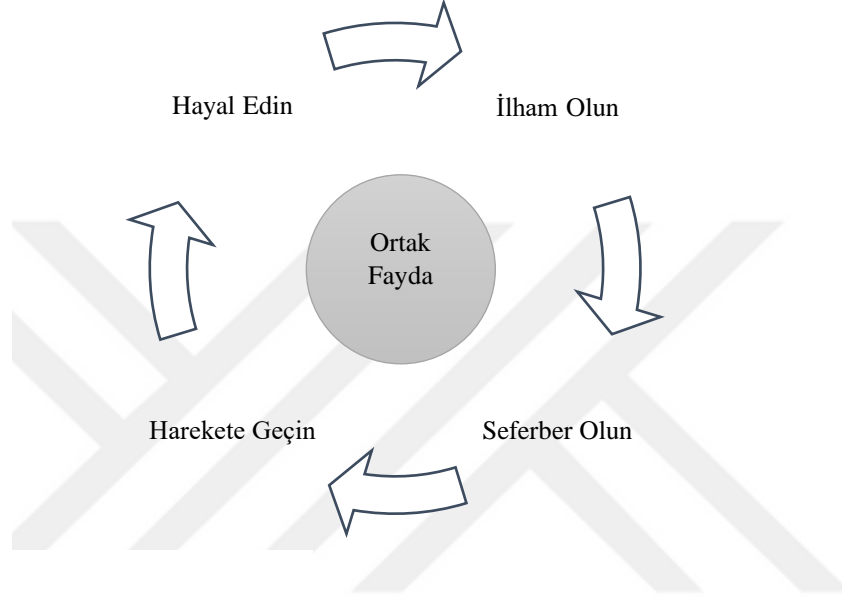 Hayal Edin
İlham Olun
Ortak
Fayda
Harekete Geçin
Seferber Olun